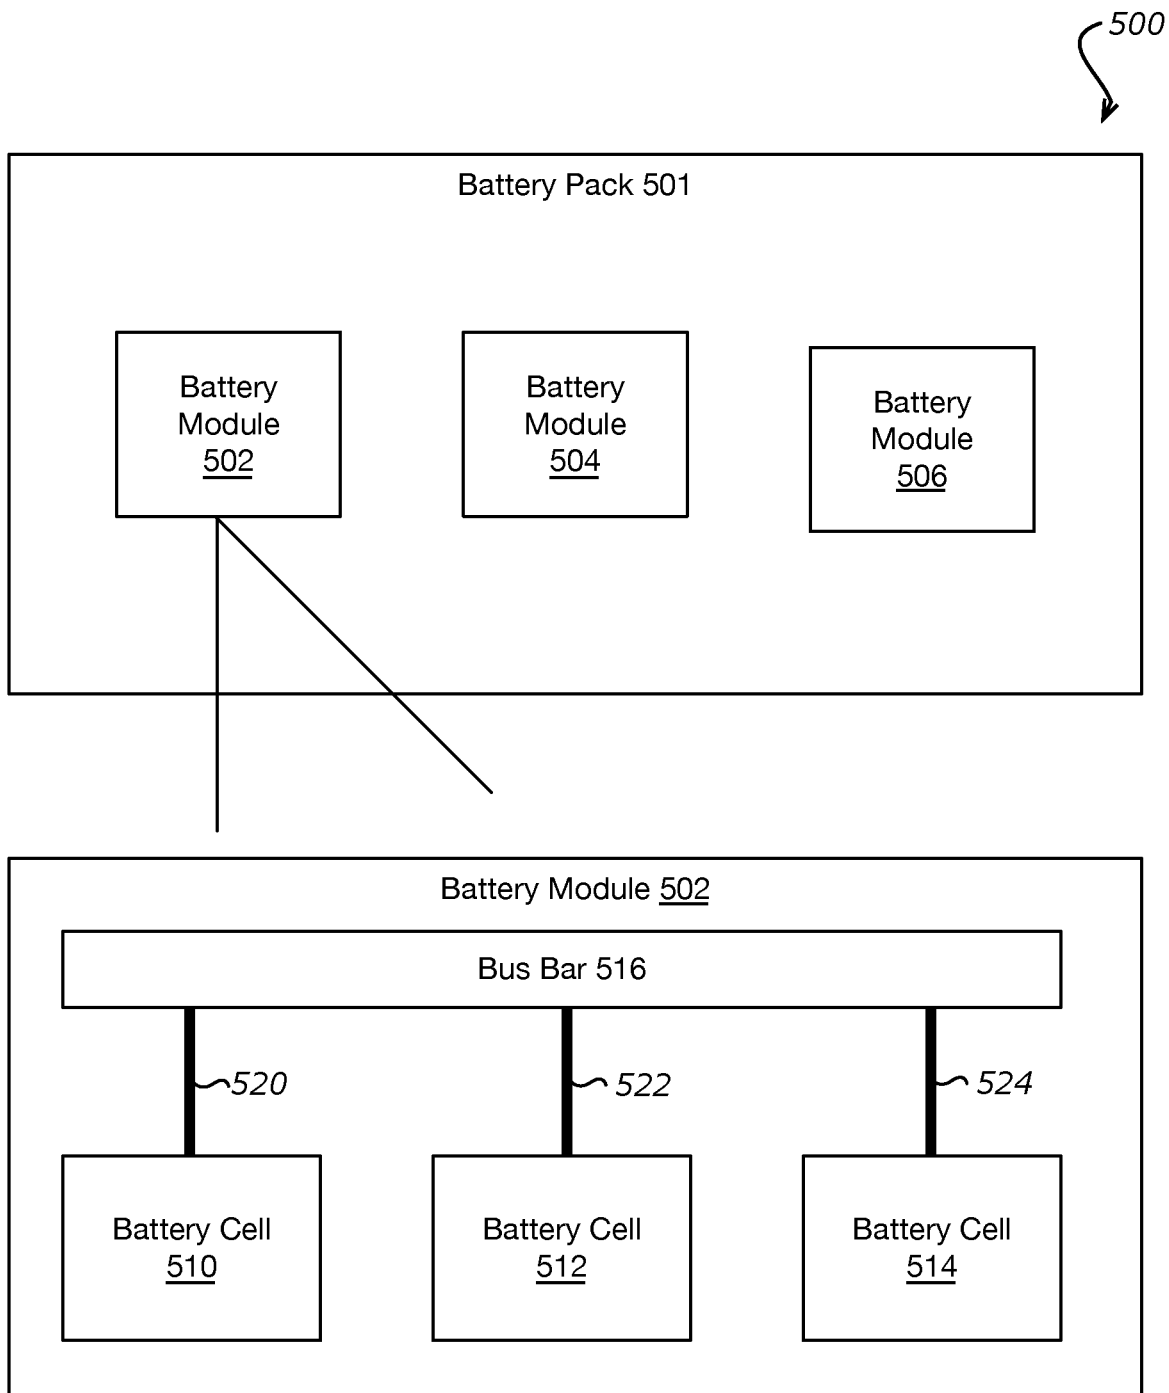 500
Battery Pack 501
Battery
Module
502
Battery
Module
504
Battery
Module
506
Battery Module 502
Bus Bar 516
520
522
524
Battery Cell
510
Battery Cell
512
Battery Cell
514